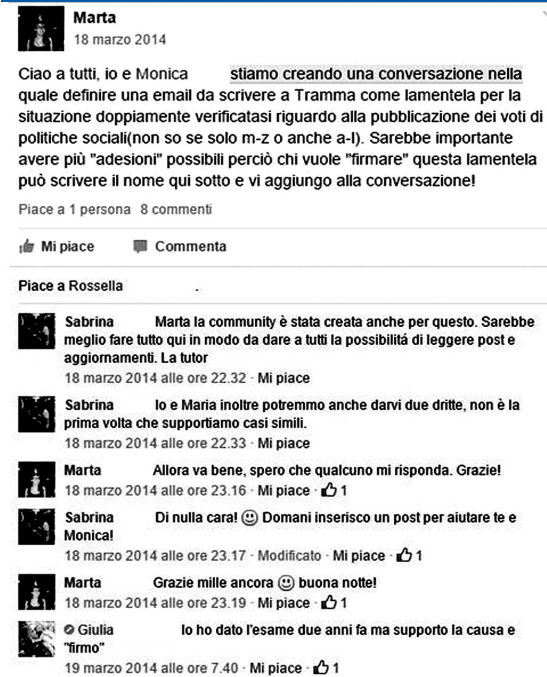 Marta
18 marzo 2014
Ciao a tutti, io e Monica stiamo creando una conversazione nella
quale definire una email da scrivere a Tramma come lamentela per la
situazione doppiamente verificatasi riguardo alla pubblicazione dei voti di
politiche sociali(non so se solo m-z o anche a-l). Sarebbe importante
avere più "adesioni" possibili perciò chi vuole "firmare" questa lamentela
può scrivere il nome qui sotto e vi aggiungo alla conversazione!
Piace a 1 persona 8 commenti
Mi piace Commenta
Piace a Rossella .
Sabrina Marta la community è stata creata anche per questo. Sarebbe
meglio fare tutto qui in modo da dare a tutti la possibilitá di leggere post e
aggiornamenti. La tutor
18 marzo 2014 alle ore 22.32 · Mi piace
Sabrina Io e Maria inoltre potremmo anche darvi due dritte, non è la
prima volta che supportiamo casi simili.
18 marzo 2014 alle ore 22.33 · Mi piace
Marta Allora va bene, spero che qualcuno mi risponda. Grazie!
18 marzo 2014 alle ore 23.16 · Mi piace · 1
Sabrina Di nulla cara! Domani inserisco un post per aiutare te e
Monica!
18 marzo 2014 alle ore 23.17 · Modificato · Mi piace · 1
Marta Grazie mille ancora buona notte!
18 marzo 2014 alle ore 23.19 · Mi piace · 1
Giulia Io ho dato l'esame due anni fa ma supporto la causa e
"firmo"
19 marzo 2014 alle ore 7.40 · Mi piace · 1